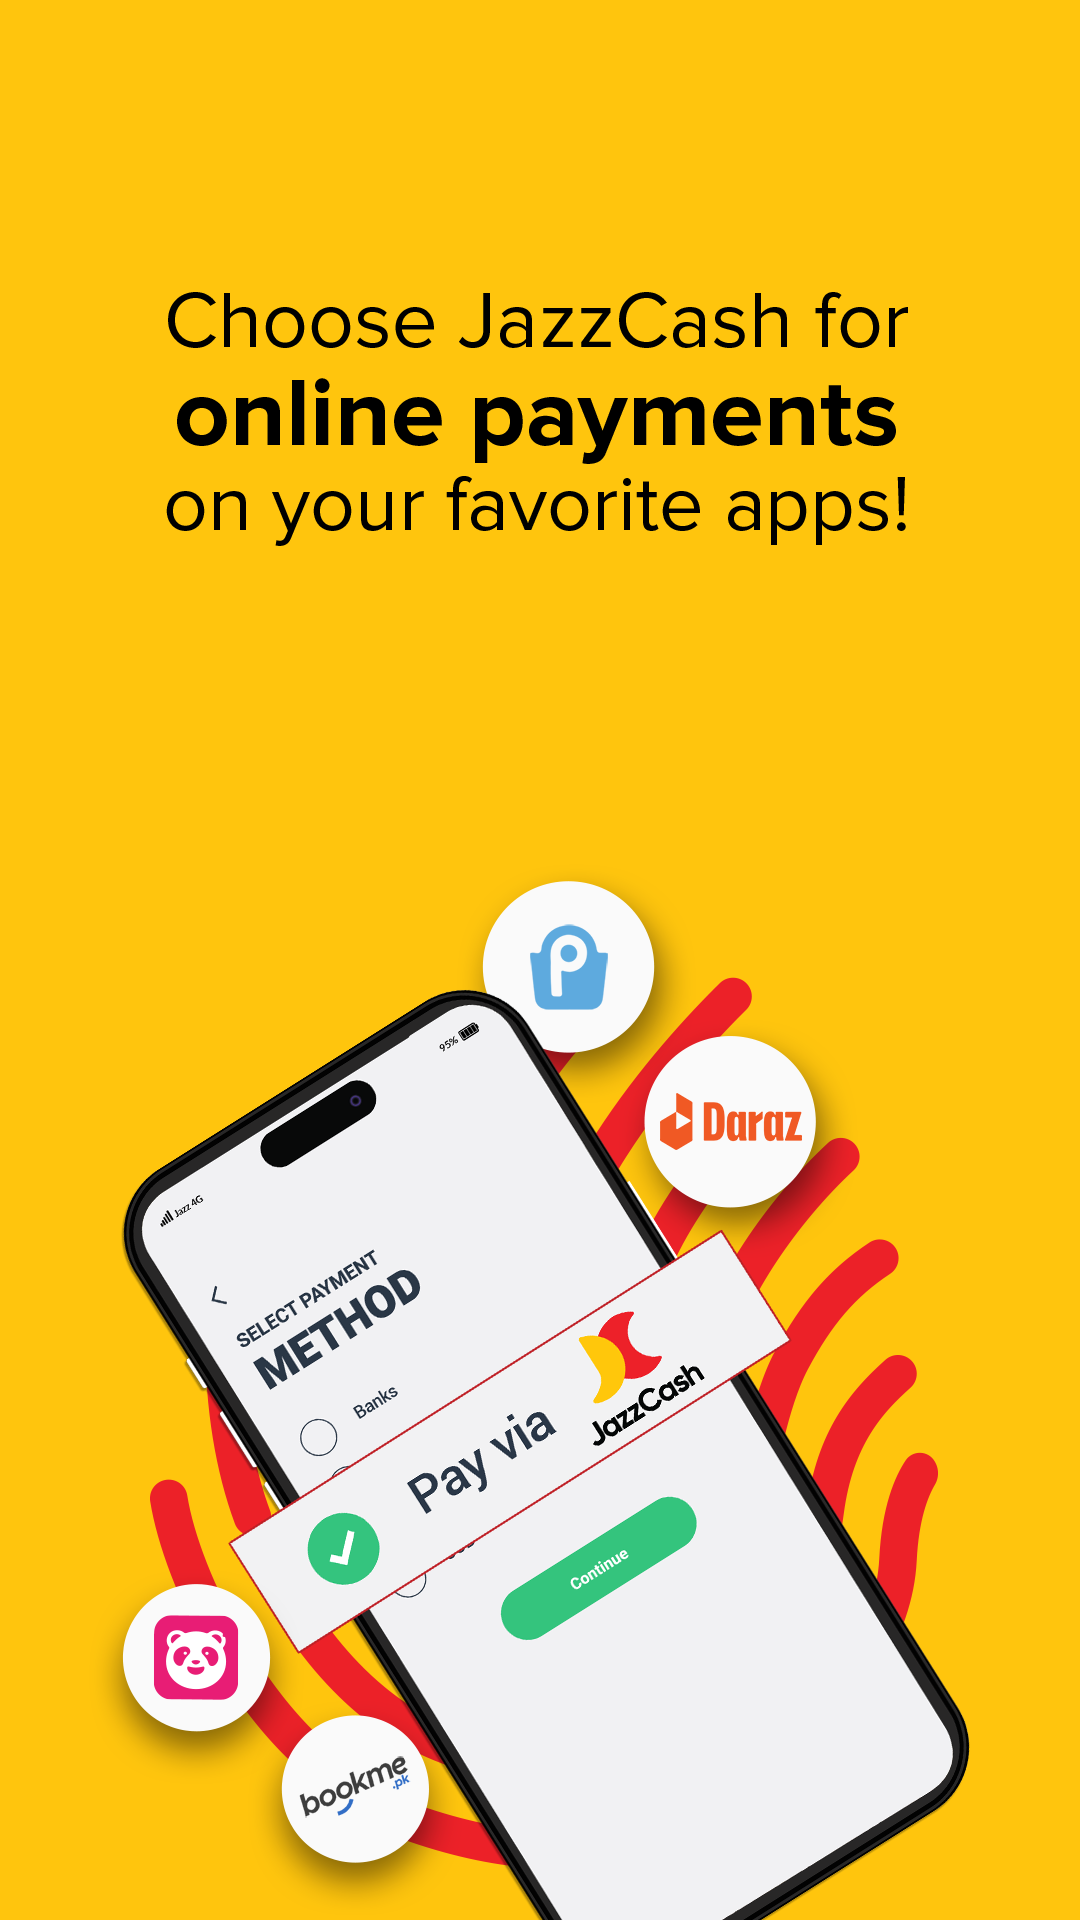 Choose JazzCash for
online payments
on your favorite apps!
95%
Daraz
Jazz 4G
SELECT PAYMENT
METHOD
Banks
Pay via
JazzCash
Continue
bookme
.pk